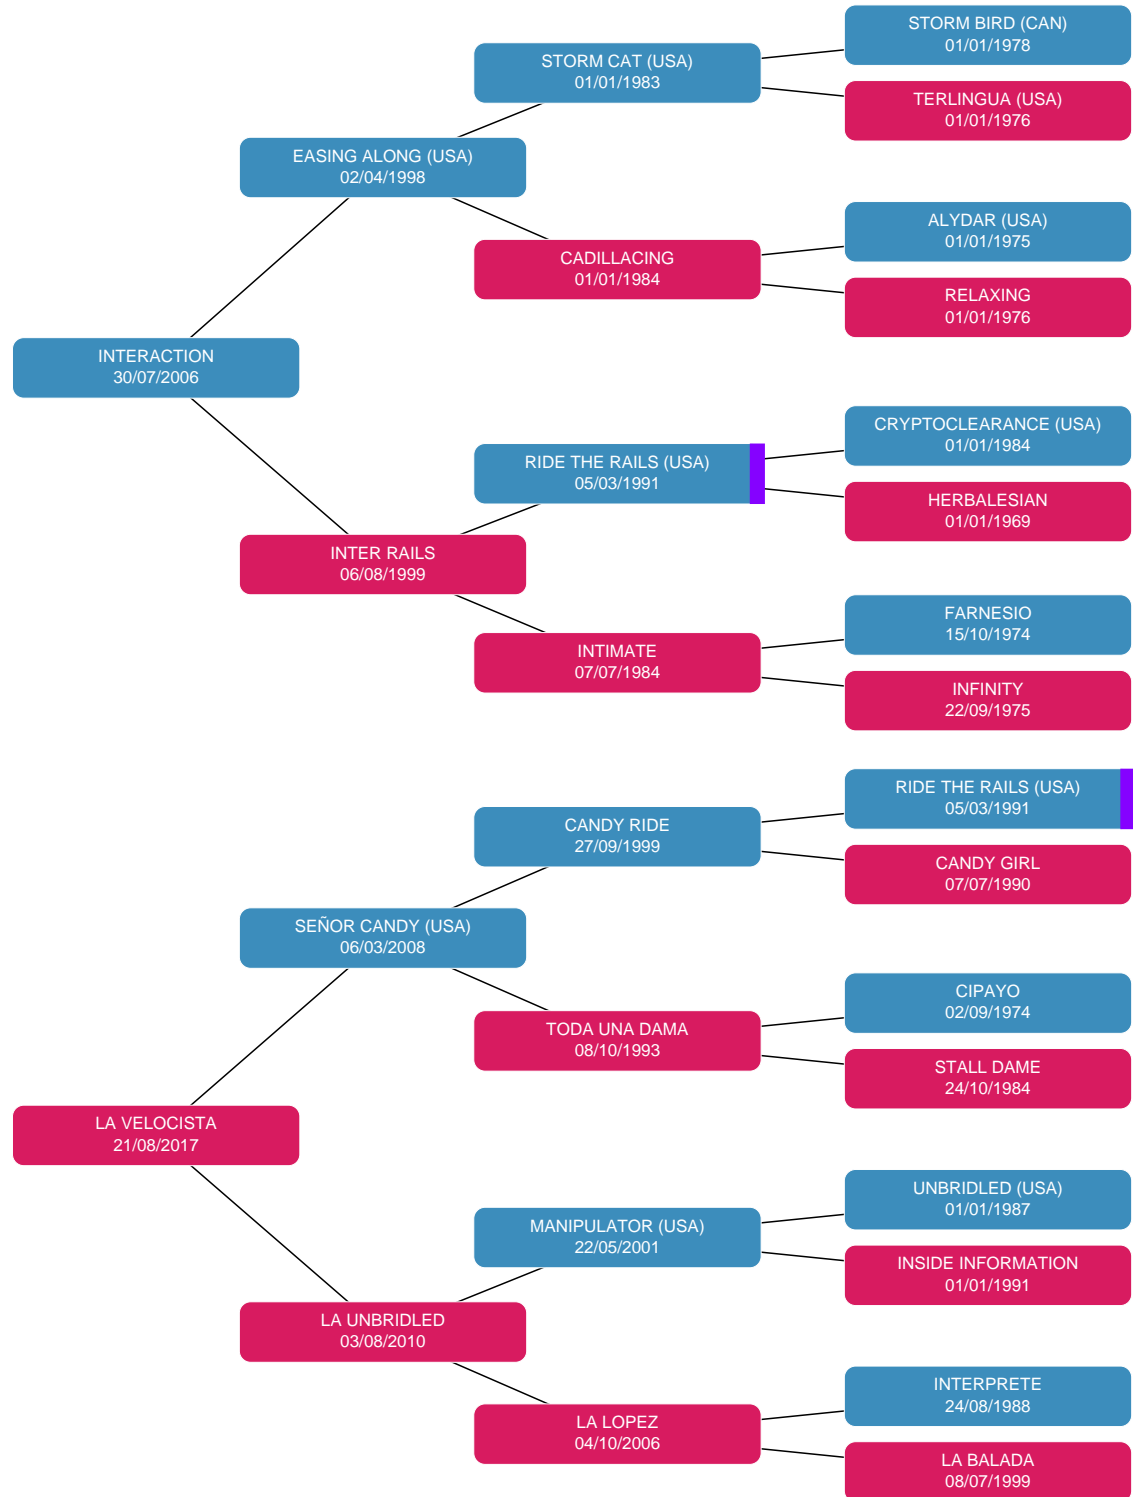 STORM BIRD (CAN)
01/01/1978
STORM CAT (USA)
01/01/1983
TERLINGUA (USA)
01/01/1976
EASING ALONG (USA)
02/04/1998
ALYDAR (USA)
01/01/1975
CADILLACING
01/01/1984
RELAXING
01/01/1976
INTERACTION
30/07/2006
CRYPTOCLEARANCE (USA)
01/01/1984
RIDE THE RAILS (USA)
05/03/1991
HERBALESIAN
01/01/1969
INTER RAILS
06/08/1999
FARNESIO
15/10/1974
INTIMATE
07/07/1984
INFINITY
22/09/1975
RIDE THE RAILS (USA)
05/03/1991
CANDY RIDE
27/09/1999
CANDY GIRL
07/07/1990
SEÑOR CANDY (USA)
06/03/2008
CIPAYO
02/09/1974
TODA UNA DAMA
08/10/1993
STALL DAME
24/10/1984
LA VELOCISTA
21/08/2017
UNBRIDLED (USA)
01/01/1987
MANIPULATOR (USA)
22/05/2001
INSIDE INFORMATION
01/01/1991
LA UNBRIDLED
03/08/2010
INTERPRETE
24/08/1988
LA LOPEZ
04/10/2006
LA BALADA
08/07/1999